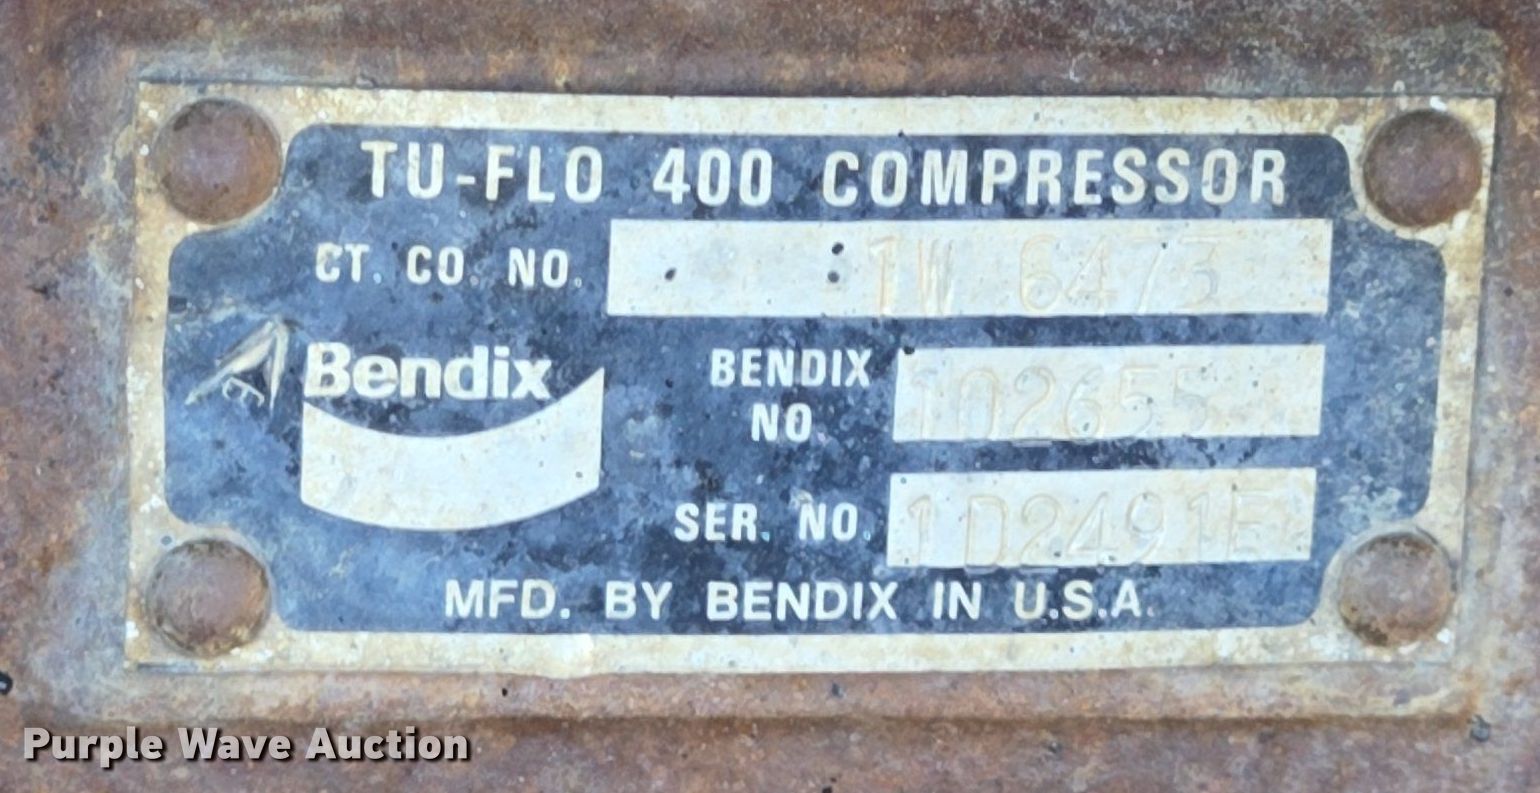 TU-FLO 400 COMPRESSOR
CT. CO. NO. 1W 6473
Bendix
BENDIX NO. 102655
SER. NO. 1D2491E
MFD. BY BENDIX IN U.S.A.
Purple Wave Auction